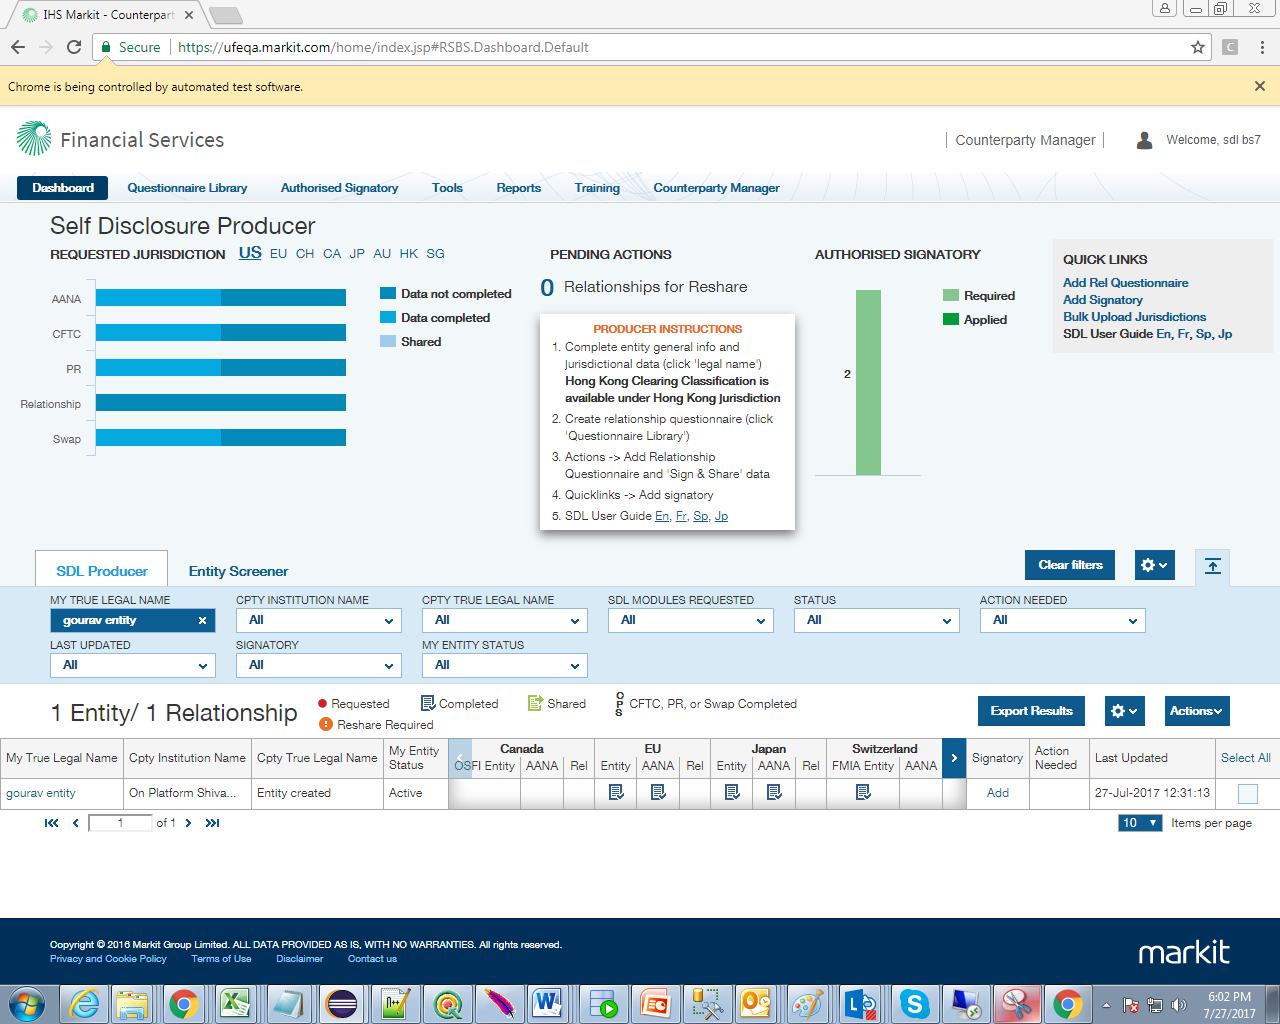 IHS Markit - Counterpart
Secure https://ufeqa.markit.com/home/index.jsp#RSBS.Dashboard.Default
Chrome is being controlled by automated test software.
Financial Services
Counterparty Manager
Welcome, sdl bs7
Dashboard Questionnaire Library Authorised Signatory Tools Reports Training Counterparty Manager
Self Disclosure Producer
REQUESTED JURISDICTION US EU CH CA JP AU HK SG
AANA
CFTC
PR
Relationship
Swap
Data not completed
Data completed
Shared
PENDING ACTIONS
0 Relationships for Reshare
PRODUCER INSTRUCTIONS
1. Complete entity general info and
jurisdictional data (click 'legal name')
Hong Kong Clearing Classification is
available under Hong Kong Jurisdiction
2. Create relationship questionnaire (click
'Questionnaire Library')
3. Actions -> Add Relationship
Questionnaire and 'Sign & Share' data
4. Quicklinks -> Add signatory
5. SDL User Guide En, Fr, Sp, Jp
AUTHORISED SIGNATORY
2
Required
Applied
QUICK LINKS
Add Rel Questionnaire
Add Signatory
Bulk Upload Jurisdictions
SDL User Guide En, Fr, Sp, Jp
SDL Producer Entity Screener
Clear filters
MY TRUE LEGAL NAME CPTY INSTITUTION NAME CPTY TRUE LEGAL NAME SDL MODULES REQUESTED STATUS ACTION NEEDED
gourav entity × All All All All All
LAST UPDATED SIGNATORY MY ENTITY STATUS
All All All
1 Entity/ 1 Relationship
Requested Completed Shared OPS CFTC, PR, or Swap Completed
Reshare Required
Export Results Actions
My True Legal Name Cpty Institution Name Cpty True Legal Name My Entity Status
Canada EU Japan Switzerland
OSFI Entity AANA Rel Entity AANA Rel Entity AANA Rel FMIA Entity AANA
Signatory Action Needed Last Updated Select All
gourav entity On Platform Shiva... Entity created Active Add 27-Jul-2017 12:31:13
1 of 1
10 Items per page
Copyright © 2016 Markit Group Limited. ALL DATA PROVIDED AS IS, WITH NO WARRANTIES. All rights reserved.
Privacy and Cookie Policy Terms of Use Disclaimer Contact us
markit
6:02 PM
7/27/2017